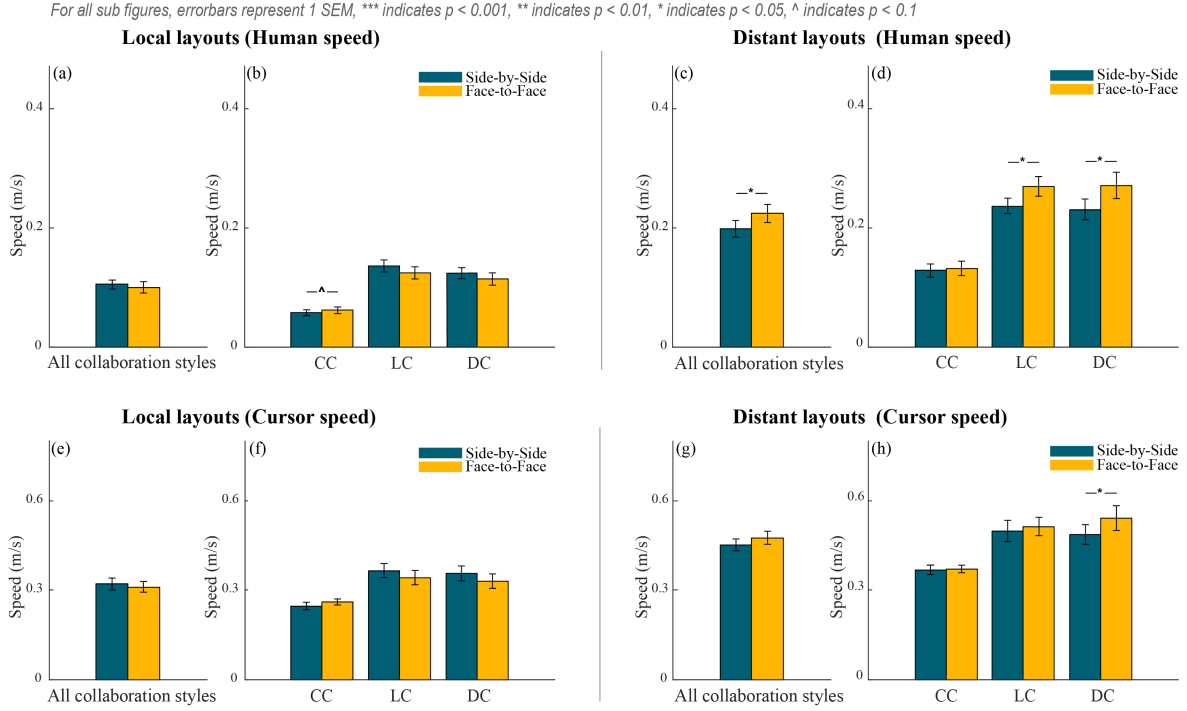 For all sub figures, errorbars represent 1 SEM, *** indicates p < 0.001, ** indicates p < 0.01, * indicates p < 0.05, ^ indicates p < 0.1
Local layouts (Human speed)
(a)
0.4
0.2
0
Speed (m/s)
All collaboration styles
(b)
Side-by-Side
Face-to-Face
0.4
0.2
0
Speed (m/s)
^
CC
LC
DC
Distant layouts (Human speed)
(c)
0.4
0.2
0
Speed (m/s)
*
All collaboration styles
(d)
Side-by-Side
Face-to-Face
0.4
0.2
0
Speed (m/s)
*
*
CC
LC
DC
Local layouts (Cursor speed)
(e)
0.6
0.3
0
Speed (m/s)
All collaboration styles
(f)
Side-by-Side
Face-to-Face
0.6
0.3
0
Speed (m/s)
CC
LC
DC
Distant layouts (Cursor speed)
(g)
0.6
0.3
0
Speed (m/s)
All collaboration styles
(h)
Side-by-Side
Face-to-Face
0.6
0.3
0
Speed (m/s)
*
CC
LC
DC